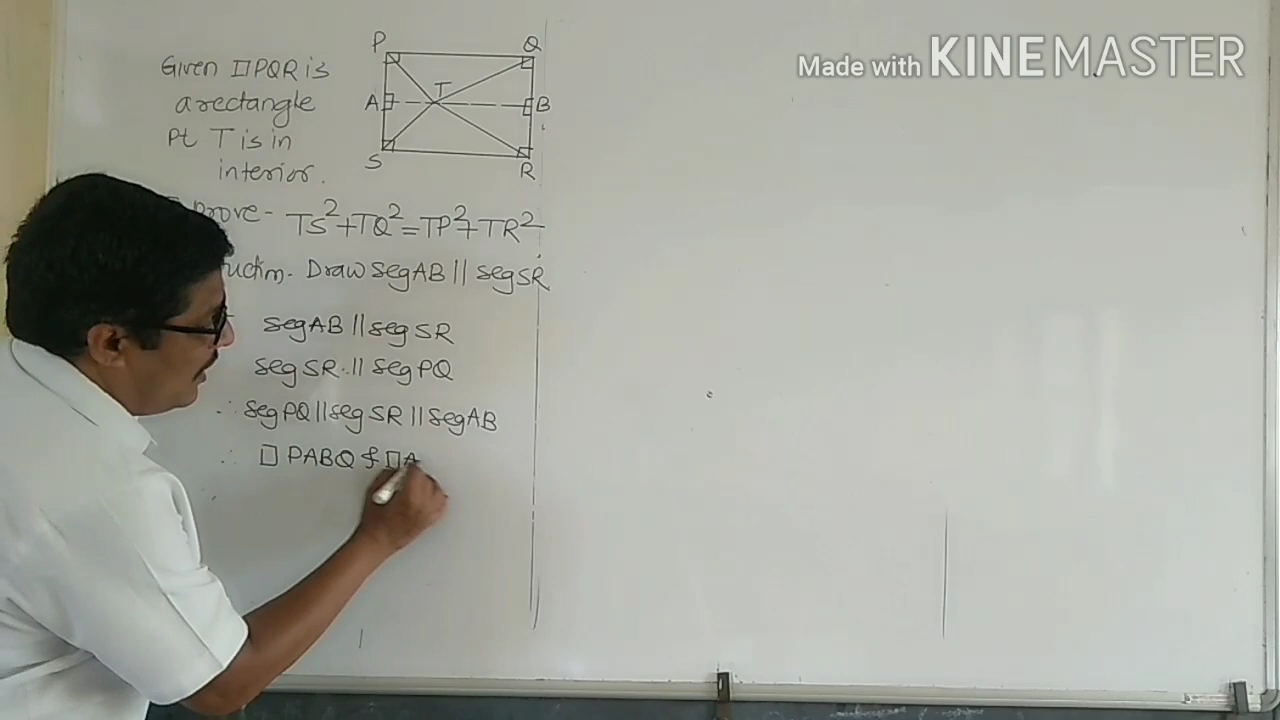 Made with KINEMASTER
P
Q
Given □PQR is
T
A
B
a rectangle
Pt T is in
S
R
interior.
prove - TS²+TQ²=TP²+TR²
Draw seg AB || seg SR
seg AB || seg SR
seg SR || seg PQ
∴ seg PQ || seg SR || seg AB
∴ □ PABQ & □A